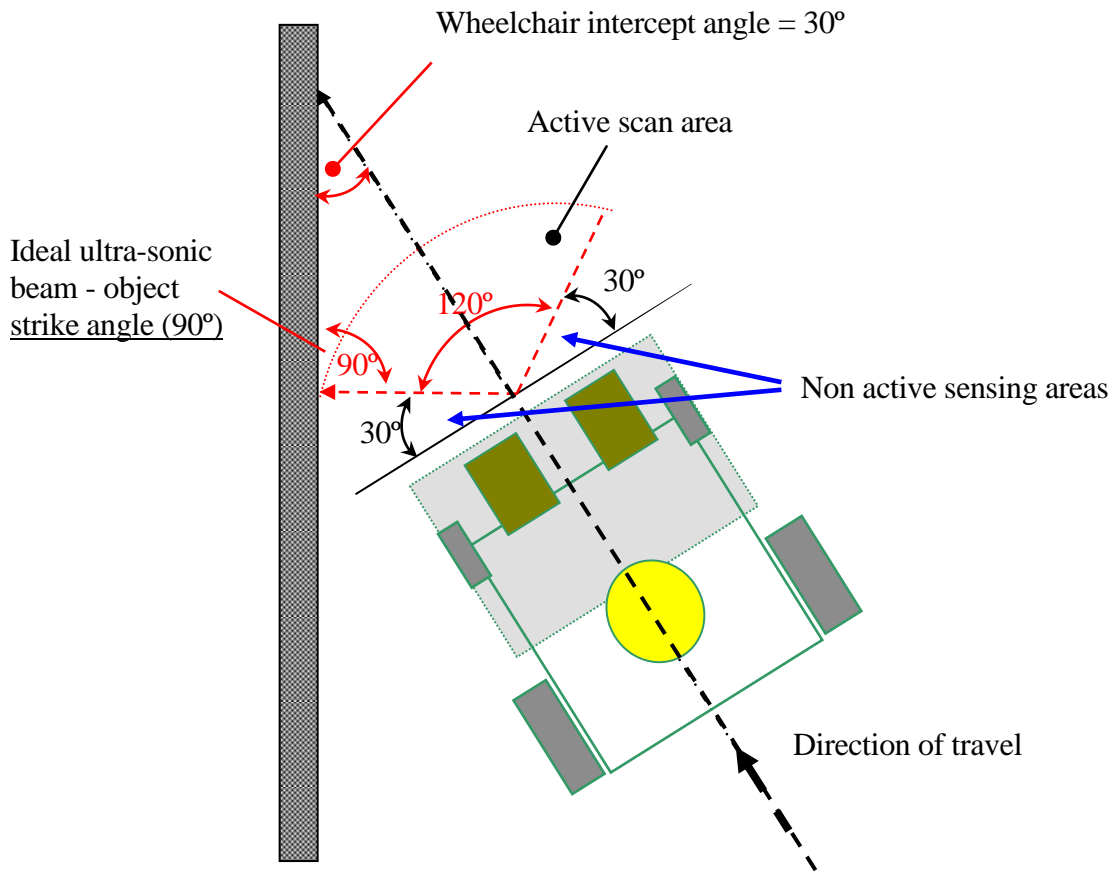 Wheelchair intercept angle = 30º
Active scan area
Ideal ultra-sonic
beam - object
strike angle (90º)
30º
120º
90º
30º
Non active sensing areas
Direction of travel